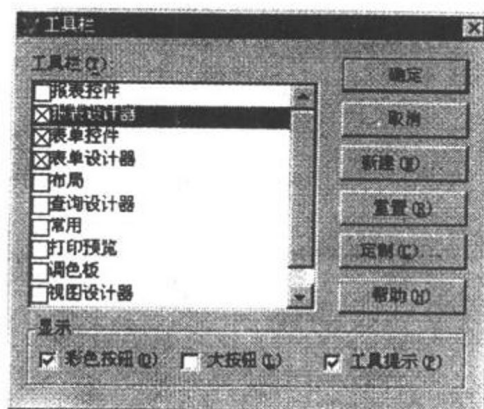 工具栏
工具栏(T):
报表控件
报表设计器
表单控件
表单设计器
布局
查询设计器
常用
打印预览
调色板
视图设计器
确定
取消
新建(N)...
重置(R)
定制(C)...
帮助(H)
显示
彩色按钮(O)
大按钮(L)
工具提示(P)